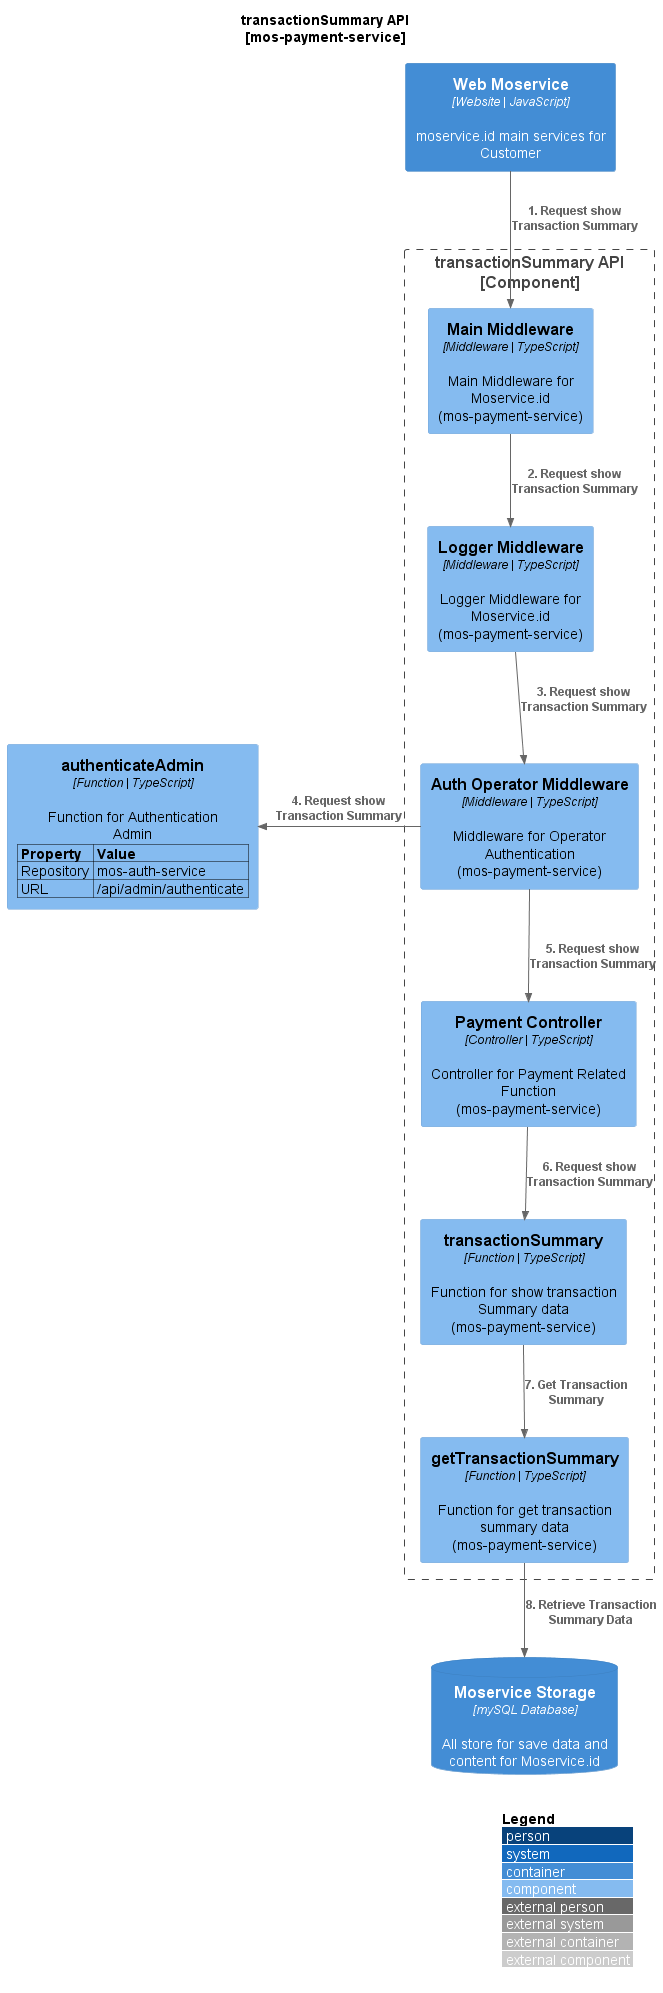 transactionSummary API
[mos-payment-service]
Web Moservice
[Website | JavaScript]
moservice.id main services for
Customer
1. Request show
Transaction Summary
transactionSummary API
[Component]
Main Middleware
[Middleware | TypeScript]
Main Middleware for
Moservice.id
(mos-payment-service)
2. Request show
Transaction Summary
Logger Middleware
[Middleware | TypeScript]
Logger Middleware for
Moservice.id
(mos-payment-service)
3. Request show
Transaction Summary
authenticateAdmin
[Function | TypeScript]
Function for Authentication
Admin
Property Value
Repository mos-auth-service
URL /api/admin/authenticate
4. Request show
Transaction Summary
Auth Operator Middleware
[Middleware | TypeScript]
Middleware for Operator
Authentication
(mos-payment-service)
5. Request show
Transaction Summary
Payment Controller
[Controller | TypeScript]
Controller for Payment Related
Function
(mos-payment-service)
6. Request show
Transaction Summary
transactionSummary
[Function | TypeScript]
Function for show transaction
Summary data
(mos-payment-service)
7. Get Transaction
Summary
getTransactionSummary
[Function | TypeScript]
Function for get transaction
summary data
(mos-payment-service)
8. Retrieve Transaction
Summary Data
Moservice Storage
[mySQL Database]
All store for save data and
content for Moservice.id
Legend
person
system
container
component
external person
external system
external container
external component